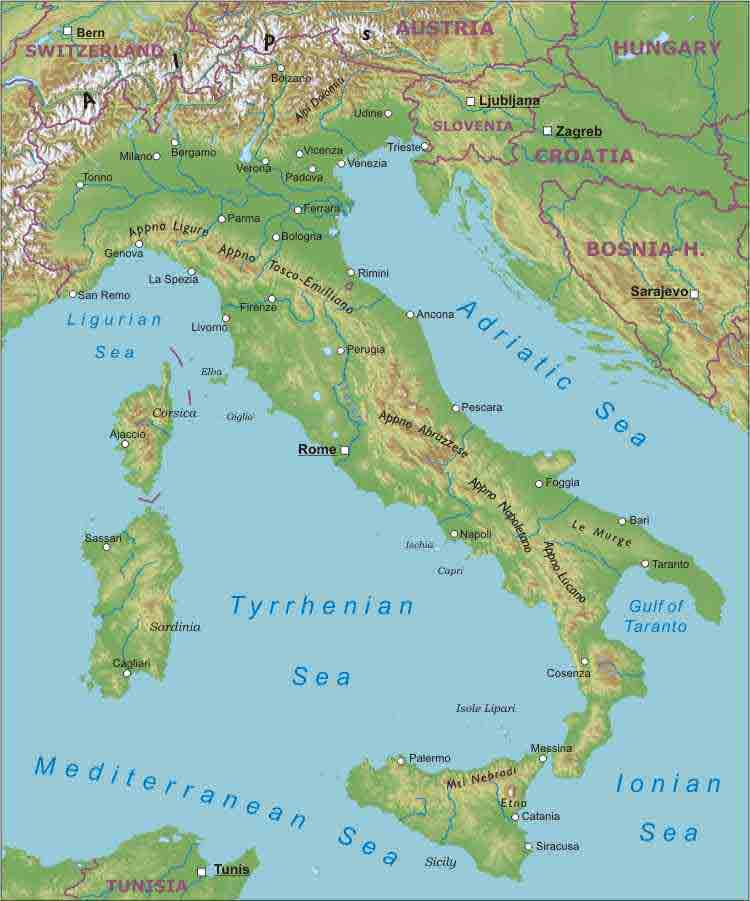 Bern
SWITZERLAND
A l p s
AUSTRIA
HUNGARY
Bolzano
Alpi Dolomiti
Udine
Ljubljana
SLOVENIA
Zagreb
CROATIA
Trieste
Milano
Bergamo
Vicenza
Verona
Padova
Venezia
Torino
Parma
Ferrara
Bologna
Appno Ligure
Genova
Appno Tosco-Emilliano
BOSNIA-H.
Sarajevo
La Spezia
Rimini
San Remo
Firenze
Livorno
Ancona
Ligurian
Sea
Adriatic Sea
Perugia
Elba
Giglio
Corsica
Ajaccio
Pescara
Appno Abruzzese
Rome
Foggia
Appno Napoletano
Bari
Le Murge
Sassari
Napoli
Ischia
Capri
Appno Lucano
Taranto
Tyrrhenian
Sea
Gulf of
Taranto
Sardinia
Cagliari
Cosenza
Isole Lipari
Messina
Palermo
Mti Nebrodi
Etna
Catania
Siracusa
Sicily
Ionian
Sea
Mediterranean Sea
Tunis
TUNISIA